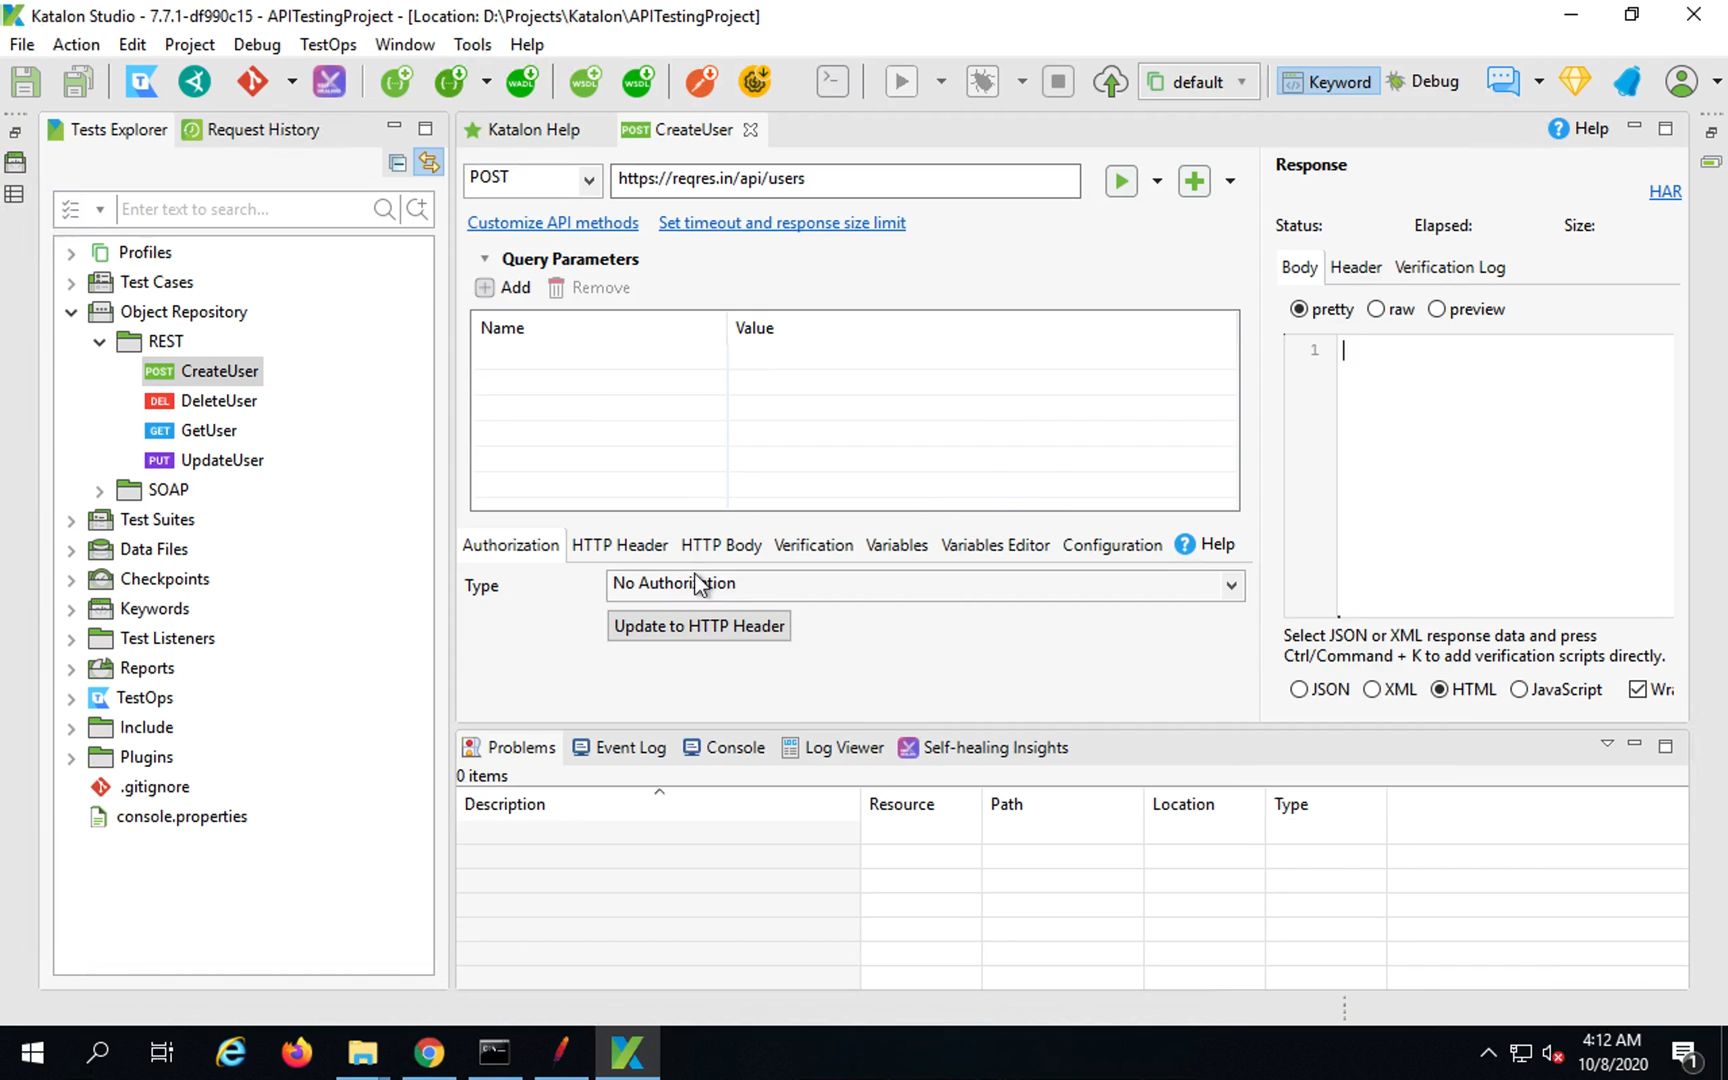 Katalon Studio - 7.7.1-df990c15 - APITestingProject - [Location: D:\Projects\Katalon\APITestingProject]
File Action Edit Project Debug TestOps Window Tools Help
default Keyword Debug
Tests Explorer Request History
Enter text to search...
Profiles
Test Cases
Object Repository
REST
POST CreateUser
DEL DeleteUser
GET GetUser
PUT UpdateUser
SOAP
Test Suites
Data Files
Checkpoints
Keywords
Test Listeners
Reports
TestOps
Include
Plugins
.gitignore
console.properties
Katalon Help POST CreateUser Help
POST https://reqres.in/api/users
Customize API methods Set timeout and response size limit
Query Parameters
Add Remove
Name Value
Authorization HTTP Header HTTP Body Verification Variables Variables Editor Configuration Help
Type No Authorization
Update to HTTP Header
Response
HAR
Status: Elapsed: Size:
Body Header Verification Log
pretty raw preview
1
Select JSON or XML response data and press
Ctrl/Command + K to add verification scripts directly.
JSON XML HTML JavaScript Wra
Problems Event Log Console Log Viewer Self-healing Insights
0 items
Description Resource Path Location Type
4:12 AM
10/8/2020
1